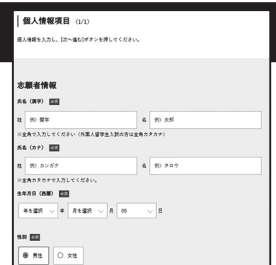 個人情報項目 (1/1)
個人情報を入力し、[次へ進む]ボタンを押してください。
志願者情報
氏名 (漢字) 必須
姓 例) 関学 名 例) 太郎
※全角で入力してください (外国人留学生入試の方は全角カタカナ)
氏名 (カナ) 必須
姓 例) カンガク 名 例) タロウ
※全角カタカナで入力してください。
生年月日 (西暦) 必須
年を選択 年 月を選択 月 05 日
性別 必須
男性 女性